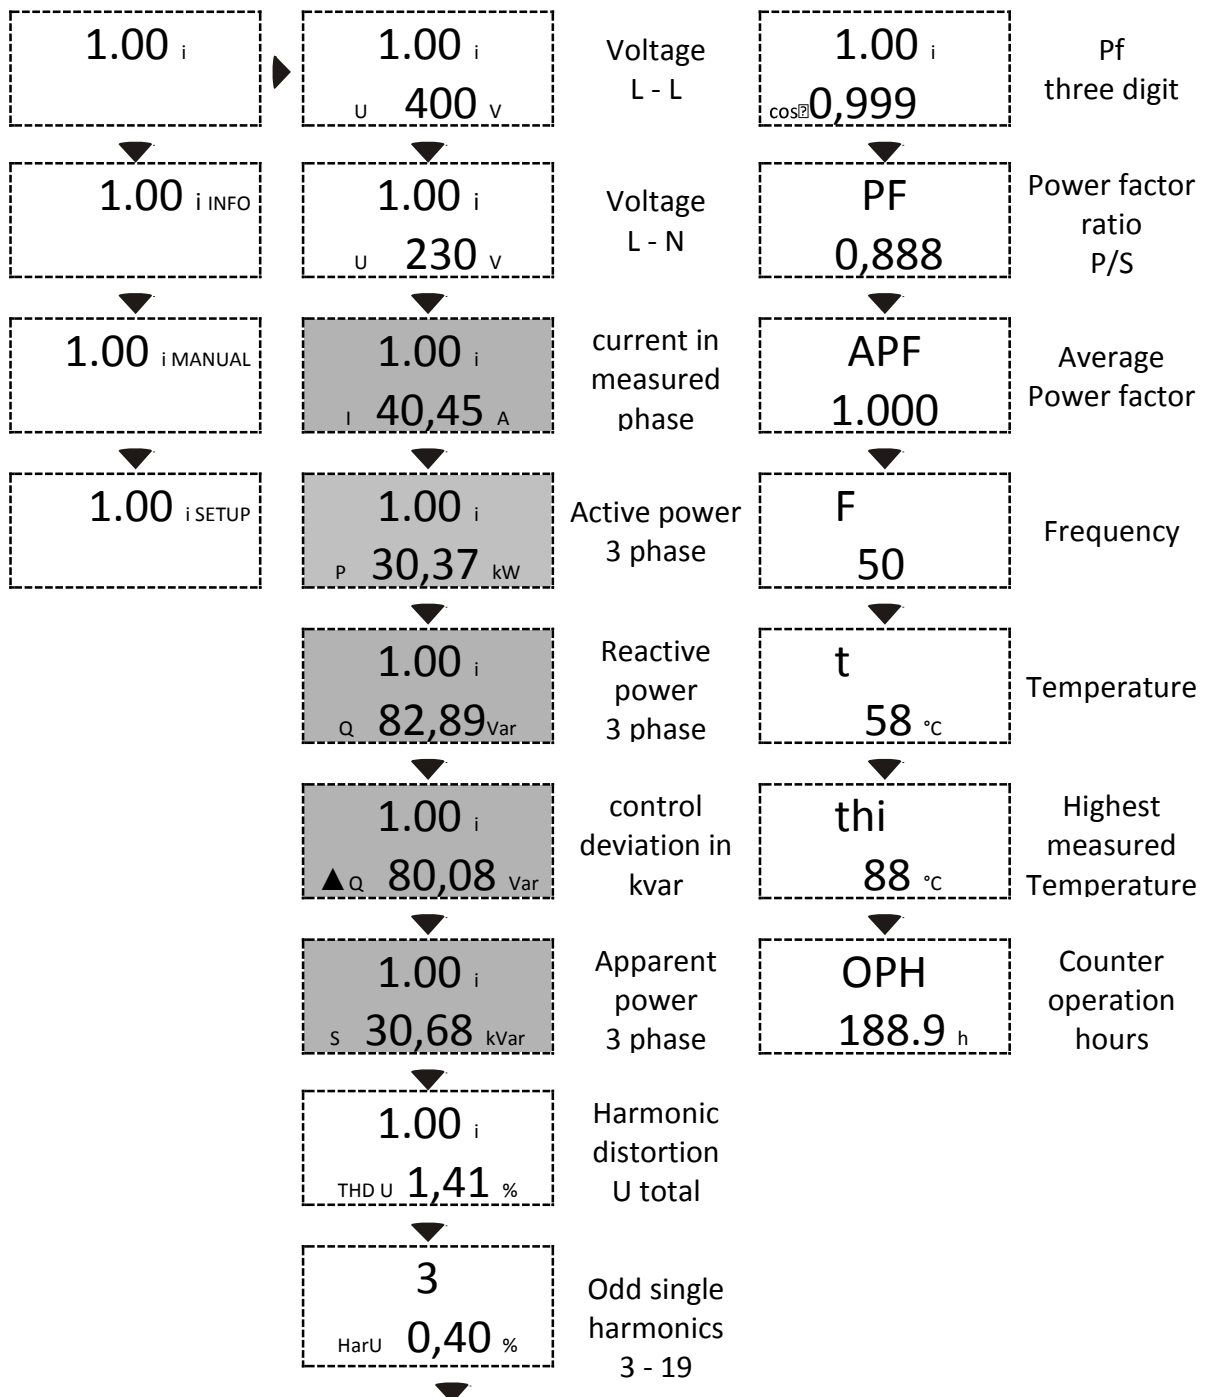 1.00 i
1.00 i INFO
1.00 i MANUAL
1.00 i SETUP
1.00 i
U 400 V
Voltage
L - L
1.00 i
U 230 V
Voltage
L - N
1.00 i
I 40,45 A
current in
measured
phase
1.00 i
P 30,37 kW
Active power
3 phase
1.00 i
Q 82,89 Var
Reactive
power
3 phase
1.00 i
▲ Q 80,08 Var
control
deviation in
kvar
1.00 i
S 30,68 kVar
Apparent
power
3 phase
1.00 i
THD U 1,41 %
Harmonic
distortion
U total
3
HarU 0,40 %
Odd single
harmonics
3 - 19
1.00 i
cos⍰ 0,999
Pf
three digit
PF
0,888
Power factor
ratio
P/S
APF
1.000
Average
Power factor
F
50
Frequency
t
58 °C
Temperature
thi
88 °C
Highest
measured
Temperature
OPH
188.9 h
Counter
operation
hours